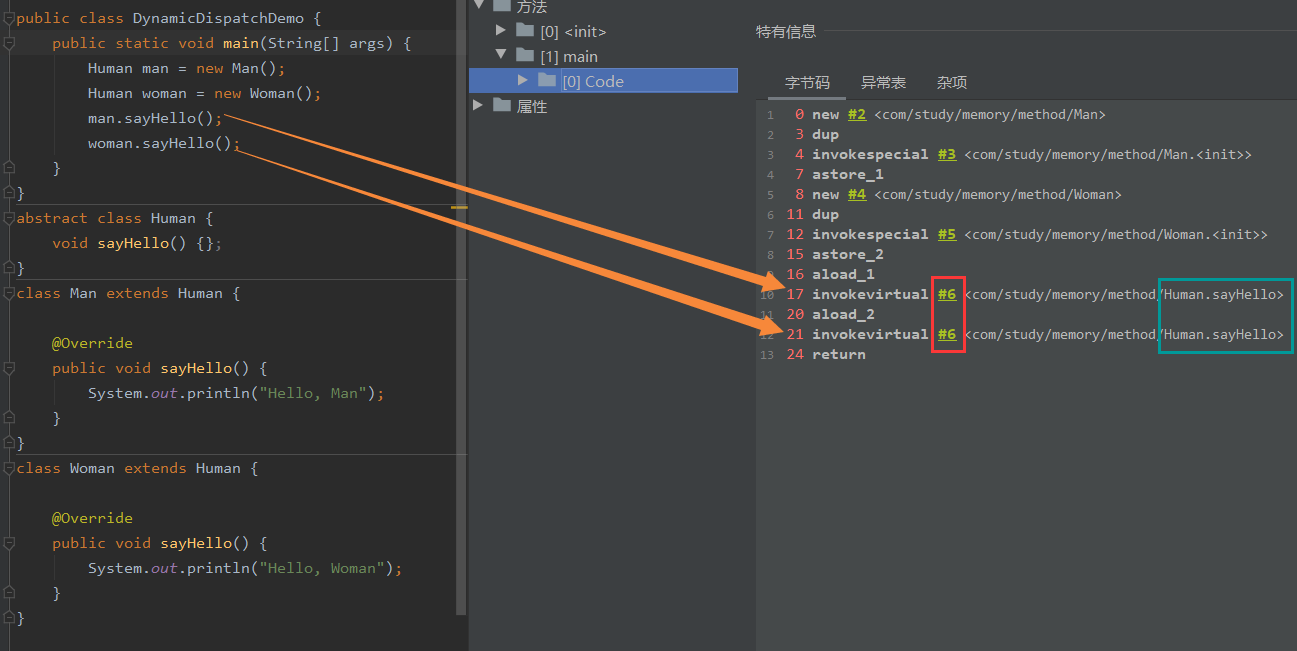 public class DynamicDispatchDemo {
    public static void main(String[] args) {
        Human man = new Man();
        Human woman = new Woman();
        man.sayHello();
        woman.sayHello();
    }
}
abstract class Human {
    void sayHello() {};
}
class Man extends Human {
    @Override
    public void sayHello() {
        System.out.println("Hello, Man");
    }
}
class Woman extends Human {
    @Override
    public void sayHello() {
        System.out.println("Hello, Woman");
    }
}
方法
[0] <init>
[1] main
[0] Code
属性
特有信息
字节码 异常表 杂项
1 0 new #2 <com/study/memory/method/Man>
2 3 dup
3 4 invokespecial #3 <com/study/memory/method/Man.<init>>
4 7 astore_1
5 8 new #4 <com/study/memory/method/Woman>
6 11 dup
7 12 invokespecial #5 <com/study/memory/method/Woman.<init>>
8 15 astore_2
9 16 aload_1
10 17 invokevirtual #6 <com/study/memory/method/Human.sayHello>
11 20 aload_2
12 21 invokevirtual #6 <com/study/memory/method/Human.sayHello>
13 24 return